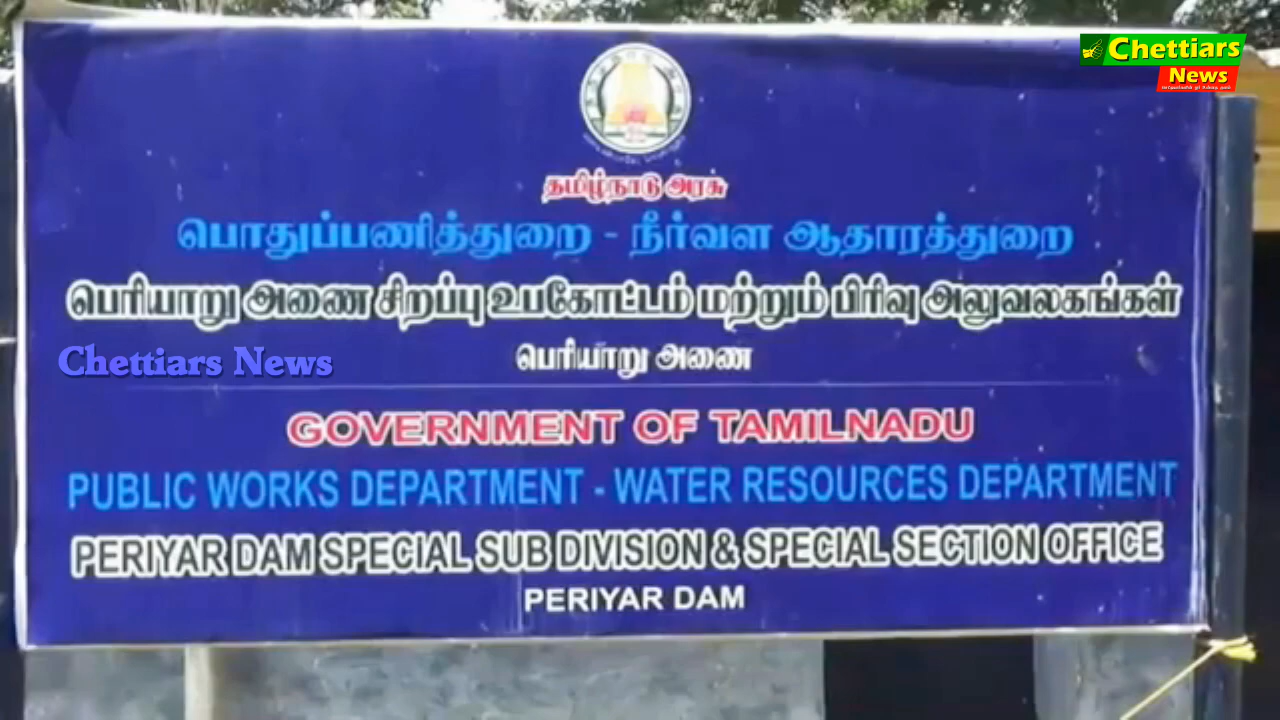 Chettiars
News
தமிழ்நாடு அரசு
பொதுப்பணித்துறை - நீர்வள ஆதாரத்துறை
பெரியாறு அணை சிறப்பு உபகோட்டம் மற்றும் பிரிவு அலுவலகங்கள்
Chettiars News
பெரியாறு அணை
GOVERNMENT OF TAMILNADU
PUBLIC WORKS DEPARTMENT - WATER RESOURCES DEPARTMENT
PERIYAR DAM SPECIAL SUB DIVISION & SPECIAL SECTION OFFICE
PERIYAR DAM